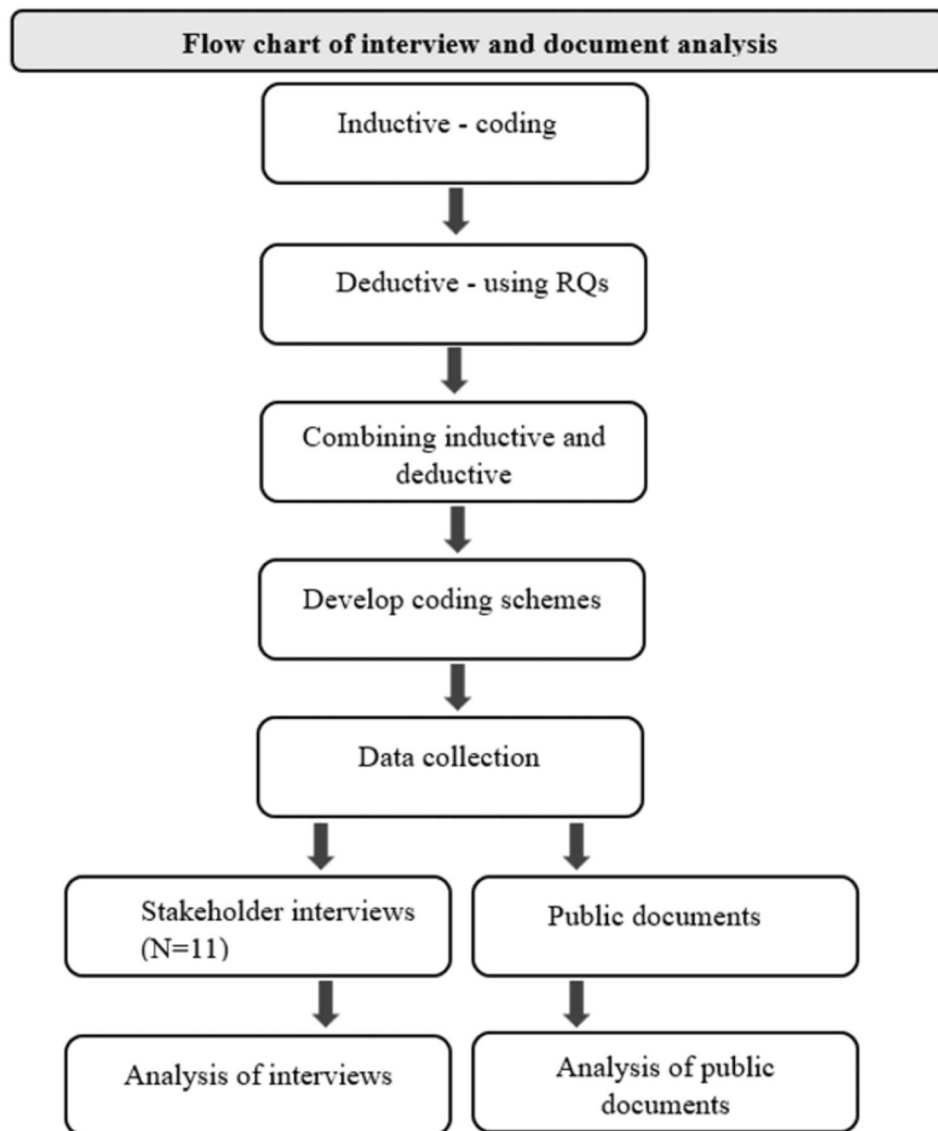 Flow chart of interview and document analysis
Inductive - coding
Deductive - using RQs
Combining inductive and
deductive
Develop coding schemes
Data collection
Stakeholder interviews
(N=11)
Public documents
Analysis of interviews
Analysis of public
documents